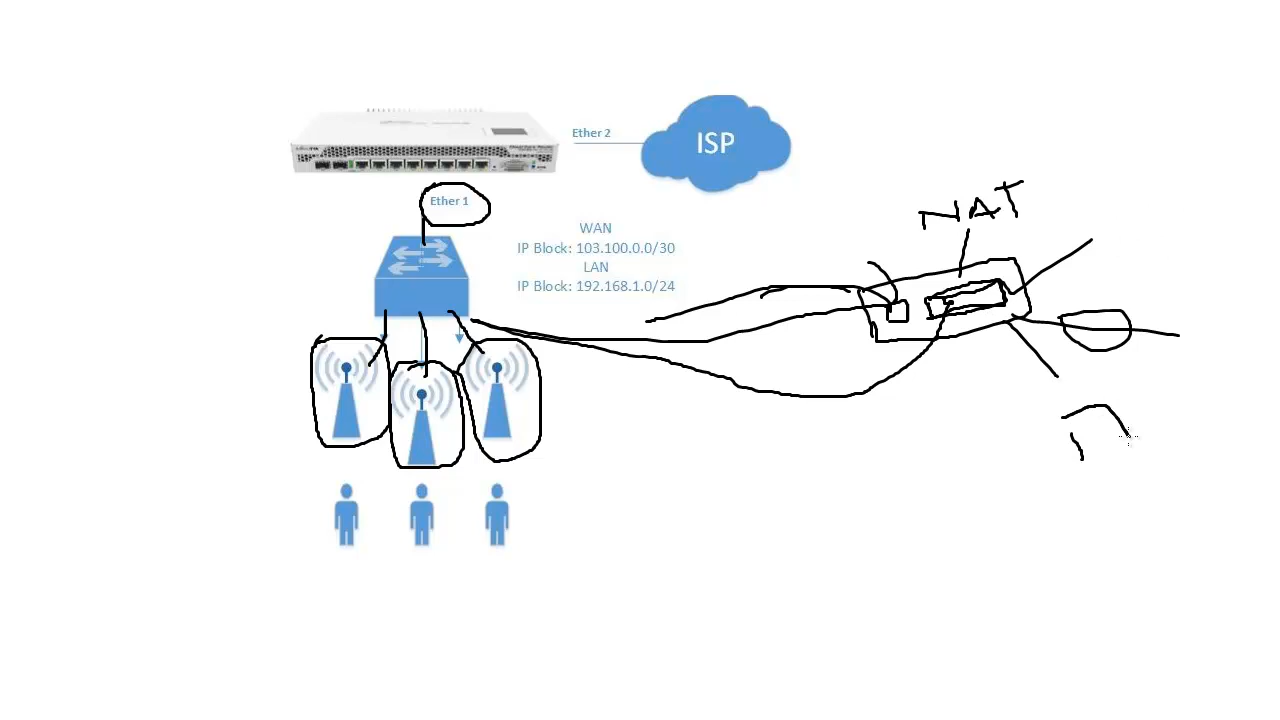 Ether 2
ISP
Ether 1
NAT
WAN
IP Block: 103.100.0.0/30
LAN
IP Block: 192.168.1.0/24